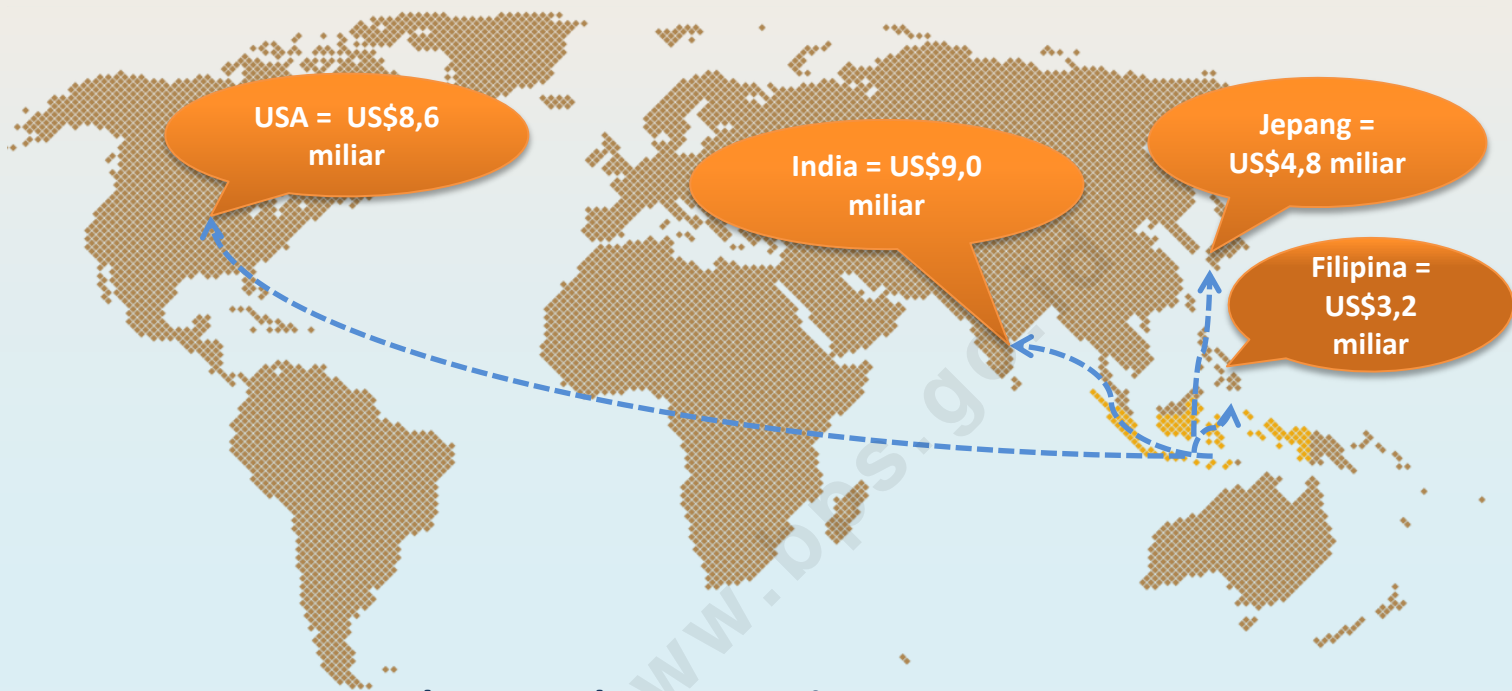 USA = US$8,6
miliar
India = US$9,0
miliar
Jepang =
US$4,8 miliar
Filipina =
US$3,2
miliar